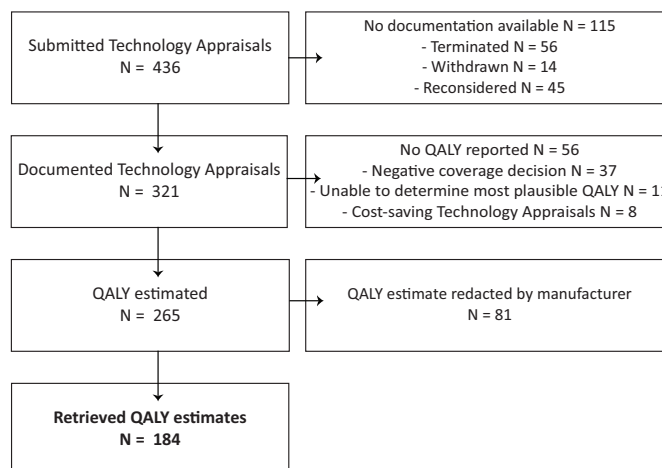 Submitted Technology Appraisals
N = 436
No documentation available N = 115
- Terminated N = 56
- Withdrawn N = 14
- Reconsidered N = 45
Documented Technology Appraisals
N = 321
No QALY reported N = 56
- Negative coverage decision N = 37
- Unable to determine most plausible QALY N = 11
- Cost-saving Technology Appraisals N = 8
QALY estimated
N = 265
QALY estimate redacted by manufacturer
N = 81
Retrieved QALY estimates
N = 184